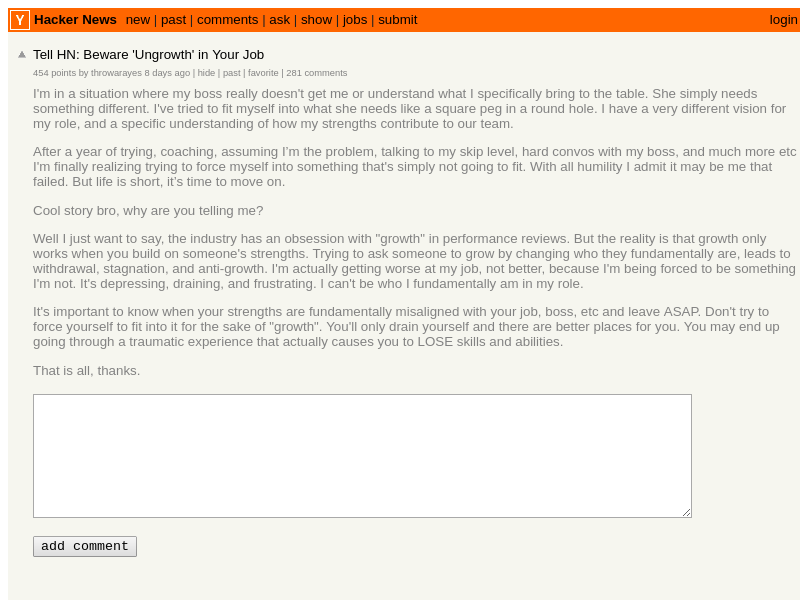 Y Hacker News new | past | comments | ask | show | jobs | submit login
Tell HN: Beware 'Ungrowth' in Your Job
454 points by throwarayes 8 days ago | hide | past | favorite | 281 comments
I'm in a situation where my boss really doesn't get me or understand what I specifically bring to the table. She simply needs
something different. I've tried to fit myself into what she needs like a square peg in a round hole. I have a very different vision for
my role, and a specific understanding of how my strengths contribute to our team.
After a year of trying, coaching, assuming I'm the problem, talking to my skip level, hard convos with my boss, and much more etc
I'm finally realizing trying to force myself into something that's simply not going to fit. With all humility I admit it may be me that
failed. But life is short, it's time to move on.
Cool story bro, why are you telling me?
Well I just want to say, the industry has an obsession with "growth" in performance reviews. But the reality is that growth only
works when you build on someone's strengths. Trying to ask someone to grow by changing who they fundamentally are, leads to
withdrawal, stagnation, and anti-growth. I'm actually getting worse at my job, not better, because I'm being forced to be something
I'm not. It's depressing, draining, and frustrating. I can't be who I fundamentally am in my role.
It's important to know when your strengths are fundamentally misaligned with your job, boss, etc and leave ASAP. Don't try to
force yourself to fit into it for the sake of "growth". You'll only drain yourself and there are better places for you. You may end up
going through a traumatic experience that actually causes you to LOSE skills and abilities.
That is all, thanks.
add comment